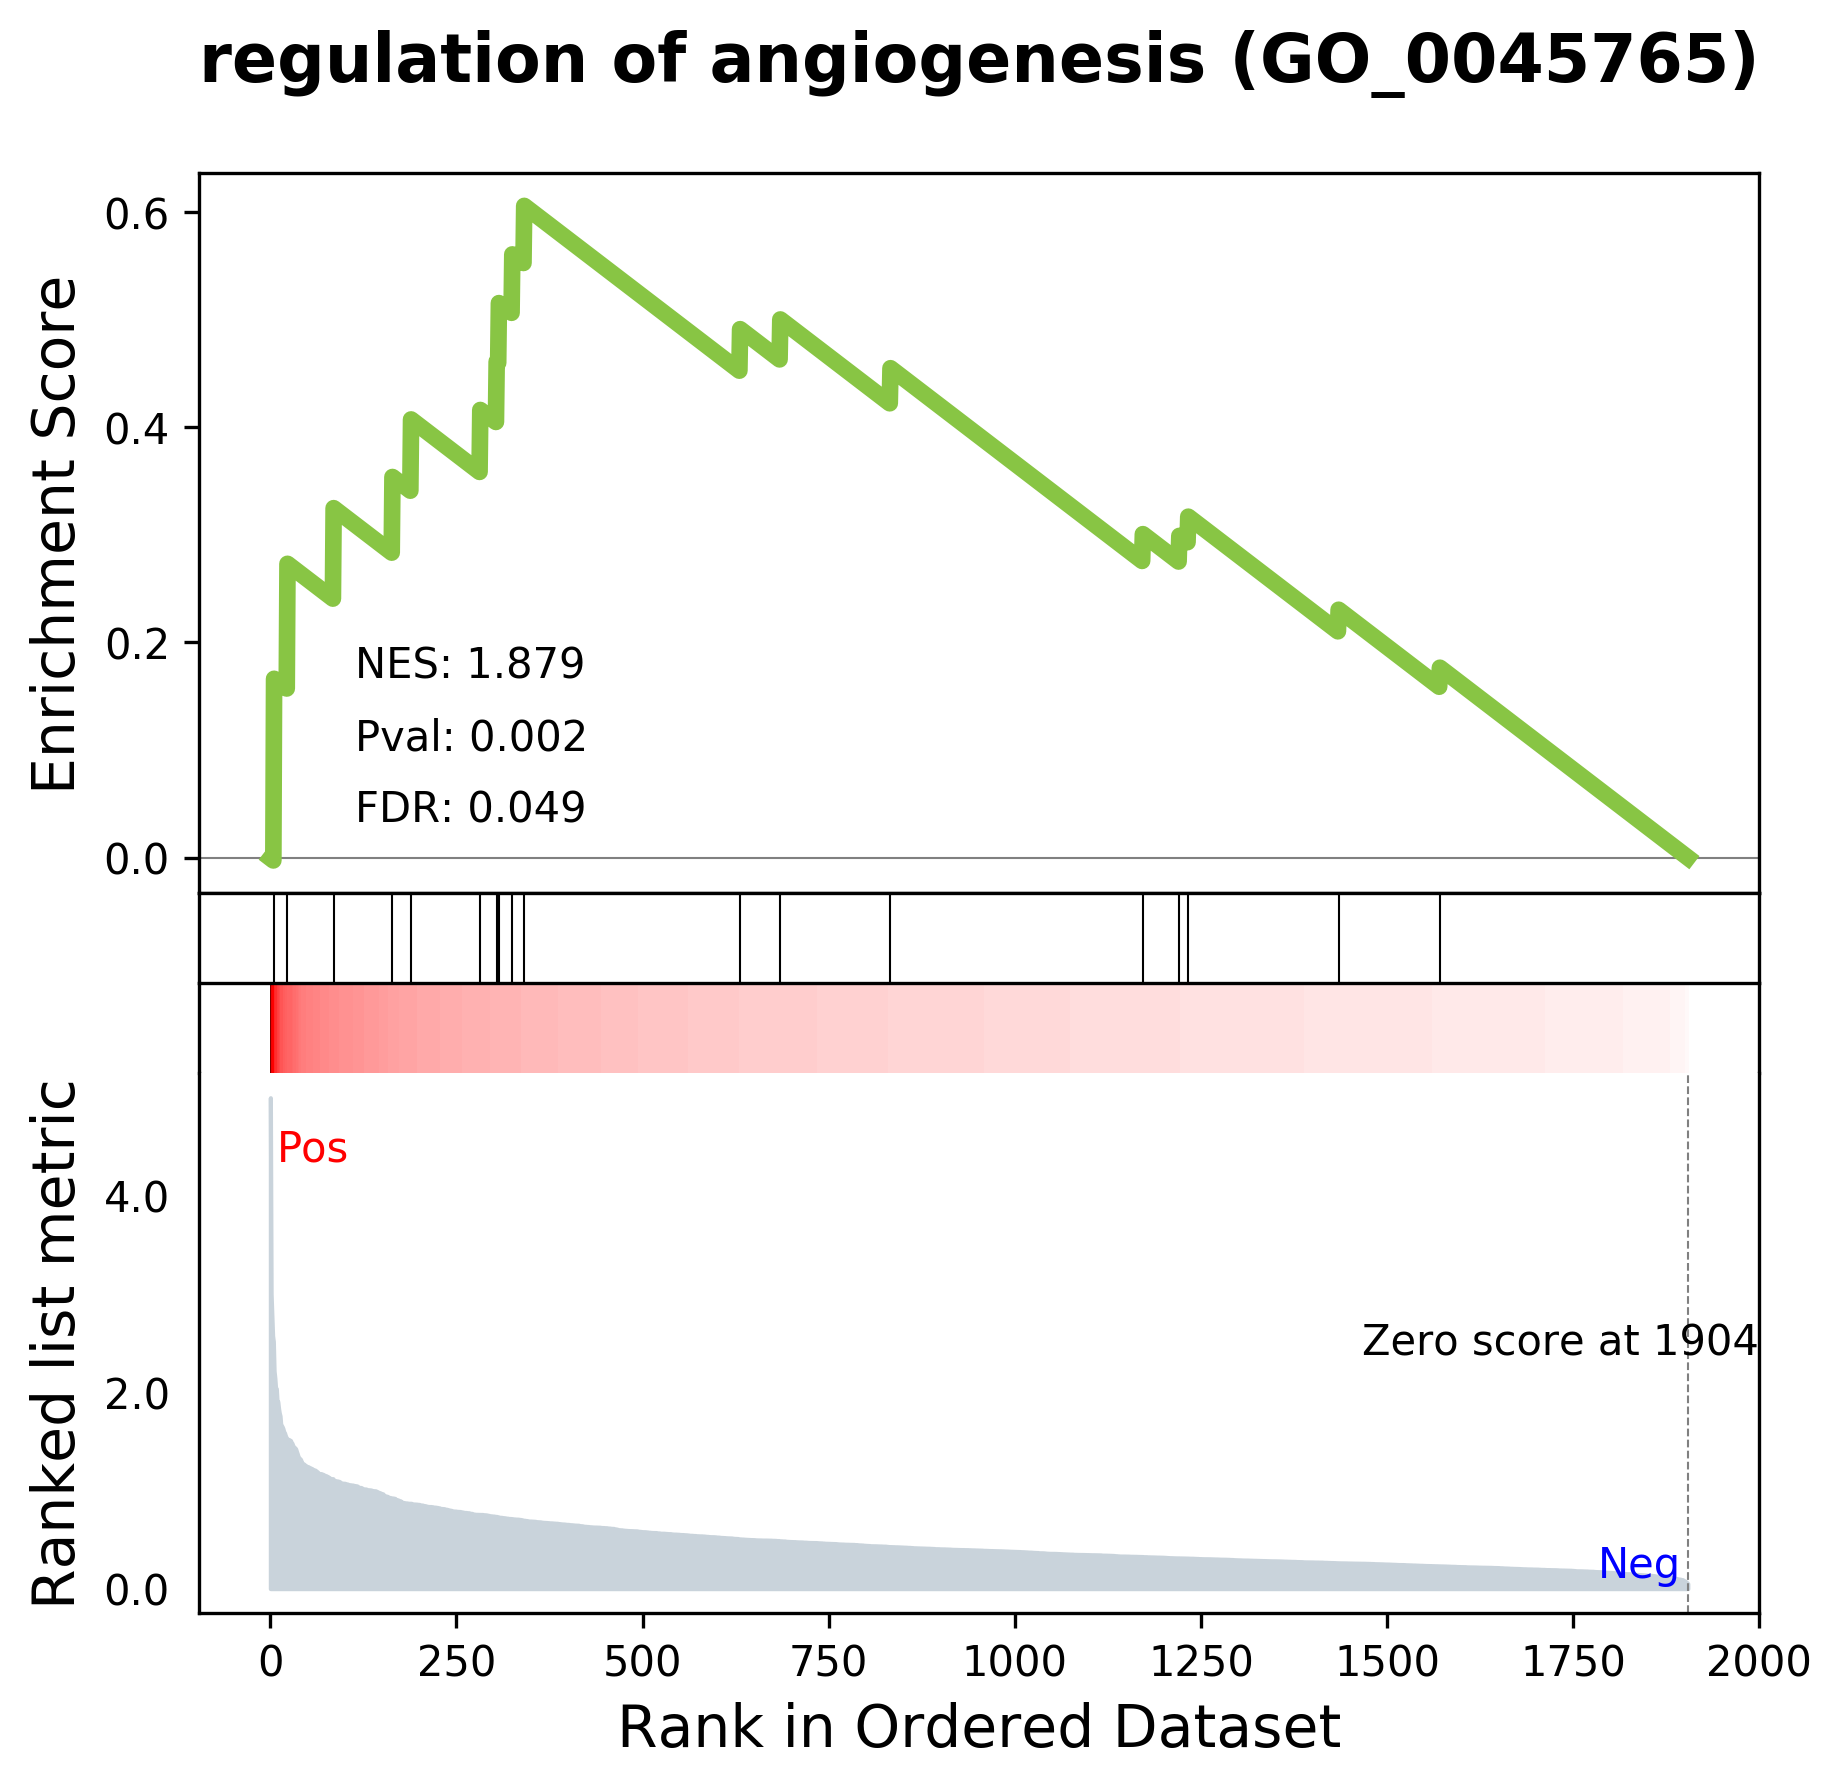 regulation of angiogenesis (GO_0045765)
Enrichment Score
0.6
0.4
0.2
0.0
NES: 1.879
Pval: 0.002
FDR: 0.049
Ranked list metric
4.0
2.0
0.0
Pos
Zero score at 1904
Neg
0 250 500 750 1000 1250 1500 1750 2000
Rank in Ordered Dataset